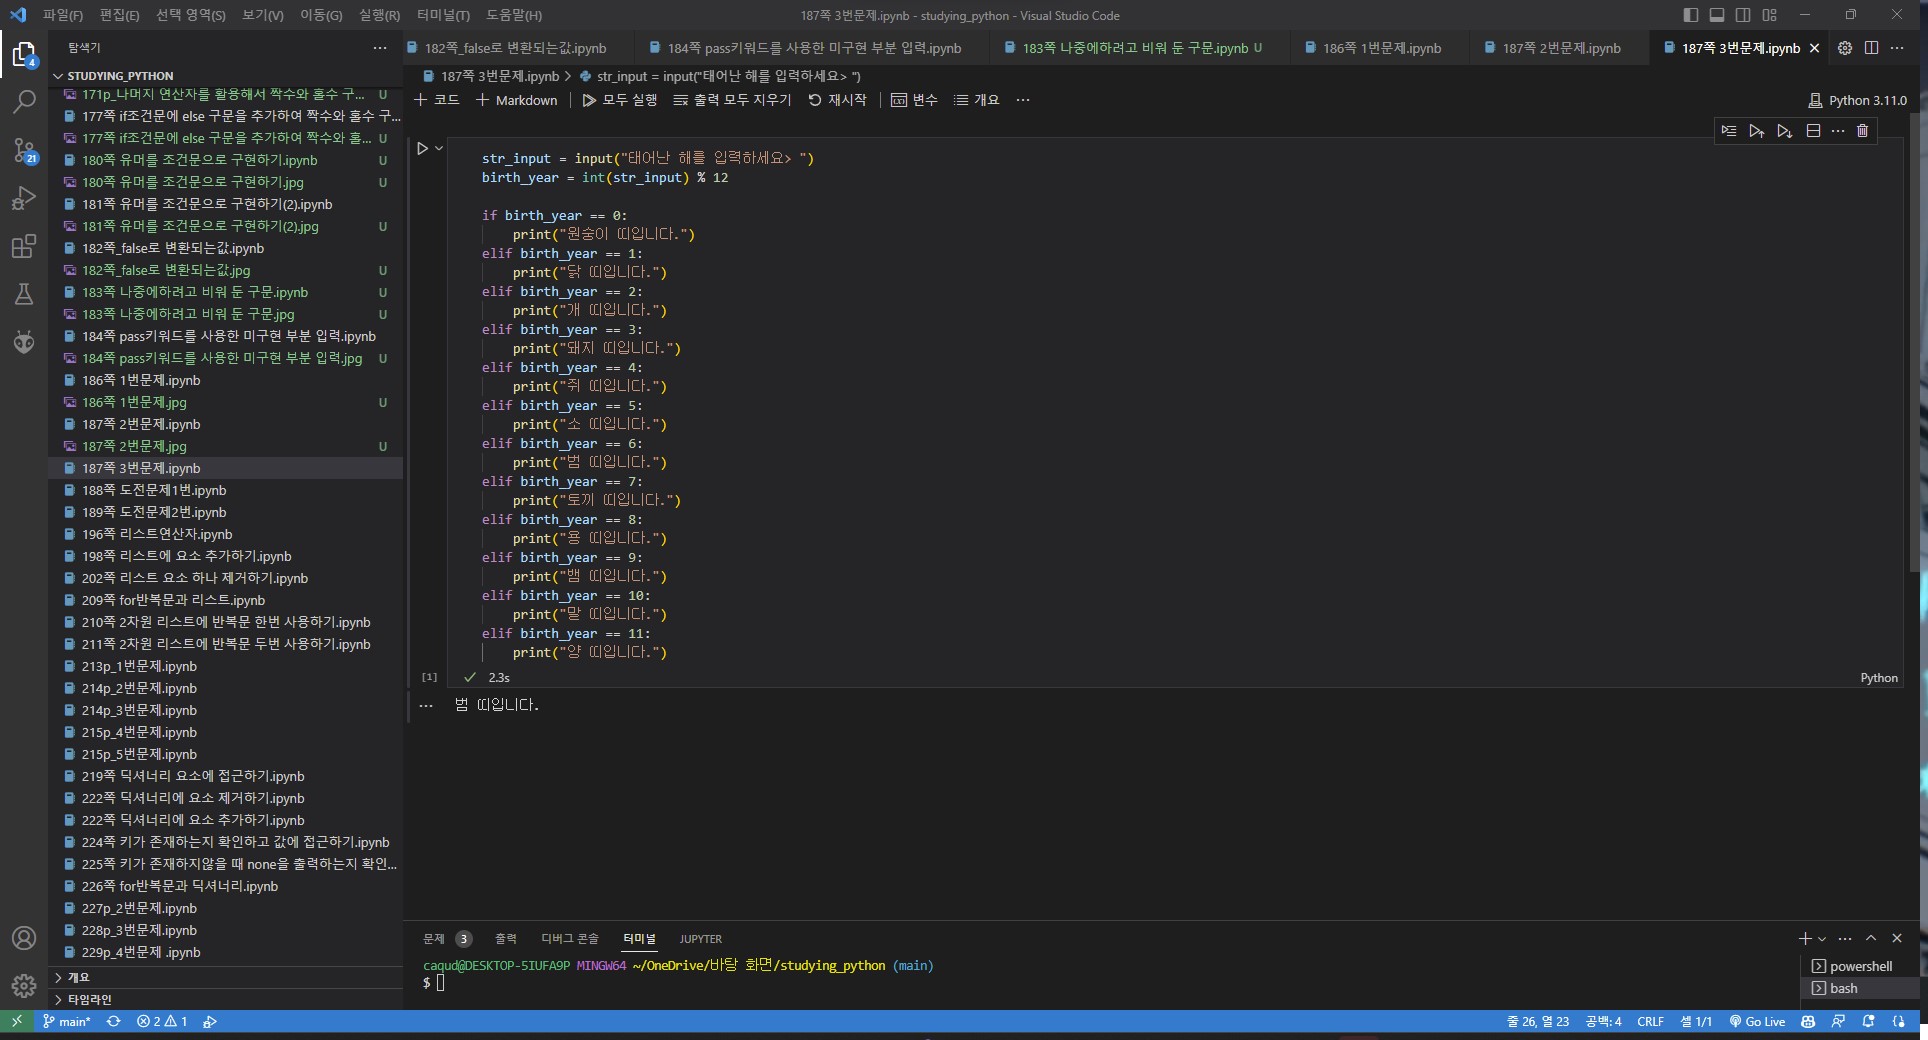 파일(F) 편집(E) 선택 영역(S) 보기(V) 이동(G) 실행(R) 터미널(T) 도움말(H)
187쪽 3번문제.ipynb - studying_python - Visual Studio Code
탐색기
STUDYING_PYTHON
171p_나머지 연산자를 활용해서 짝수와 홀수 구... U
177쪽 if조건문에 else 구문을 추가하여 짝수와 홀수 구...
177쪽 if조건문에 else 구문을 추가하여 짝수와 홀... U
180쪽 유머를 조건문으로 구현하기.ipynb U
180쪽 유머를 조건문으로 구현하기.jpg U
181쪽 유머를 조건문으로 구현하기(2).ipynb
181쪽 유머를 조건문으로 구현하기(2).jpg U
182쪽_false로 변환되는값.ipynb
182쪽_false로 변환되는값.jpg U
183쪽 나중에하려고 비워 둔 구문.ipynb U
183쪽 나중에하려고 비워 둔 구문.jpg U
184쪽 pass키워드를 사용한 미구현 부분 입력.ipynb
184쪽 pass키워드를 사용한 미구현 부분 입력.jpg U
186쪽 1번문제.ipynb
186쪽 1번문제.jpg U
187쪽 2번문제.ipynb
187쪽 2번문제.jpg U
187쪽 3번문제.ipynb
188쪽 도전문제1번.ipynb
189쪽 도전문제2번.ipynb
196쪽 리스트연산자.ipynb
198쪽 리스트에 요소 추가하기.ipynb
202쪽 리스트 요소 하나 제거하기.ipynb
209쪽 for반복문과 리스트.ipynb
210쪽 2차원 리스트에 반복문 한번 사용하기.ipynb
211쪽 2차원 리스트에 반복문 두번 사용하기.ipynb
213p_1번문제.ipynb
214p_2번문제.ipynb
214p_3번문제.ipynb
215p_4번문제.ipynb
215p_5번문제.ipynb
219쪽 딕셔너리 요소에 접근하기.ipynb
222쪽 딕셔너리에 요소 제거하기.ipynb
222쪽 딕셔너리에 요소 추가하기.ipynb
224쪽 키가 존재하는지 확인하고 값에 접근하기.ipynb
225쪽 키가 존재하지않을 때 none을 출력하는지 확인...
226쪽 for반복문과 딕셔너리.ipynb
227p_2번문제.ipynb
228p_3번문제.ipynb
229p_4번문제 .ipynb
개요
타임라인
4
21
182쪽_false로 변환되는값.ipynb 184쪽 pass키워드를 사용한 미구현 부분 입력.ipynb 183쪽 나중에하려고 비워 둔 구문.ipynb U 186쪽 1번문제.ipynb 187쪽 2번문제.ipynb 187쪽 3번문제.ipynb
187쪽 3번문제.ipynb > str_input = input("태어난 해를 입력하세요> ")
코드 Markdown 모두 실행 출력 모두 지우기 재시작 변수 개요 Python 3.11.0
str_input = input("태어난 해를 입력하세요> ")
birth_year = int(str_input) % 12
if birth_year == 0:
print("원숭이 띠입니다.")
elif birth_year == 1:
print("닭 띠입니다.")
elif birth_year == 2:
print("개 띠입니다.")
elif birth_year == 3:
print("돼지 띠입니다.")
elif birth_year == 4:
print("쥐 띠입니다.")
elif birth_year == 5:
print("소 띠입니다.")
elif birth_year == 6:
print("범 띠입니다.")
elif birth_year == 7:
print("토끼 띠입니다.")
elif birth_year == 8:
print("용 띠입니다.")
elif birth_year == 9:
print("뱀 띠입니다.")
elif birth_year == 10:
print("말 띠입니다.")
elif birth_year == 11:
print("양 띠입니다.")
[1] 2.3s Python
범 띠입니다.
문제 3 출력 디버그 콘솔 터미널 JUPYTER
caqud@DESKTOP-5IUFA9P MINGW64 ~/OneDrive/바탕 화면/studying_python (main)
$
powershell
bash
main* 2 1
줄 26, 열 23 공백: 4 CRLF 셀 1/1 Go Live